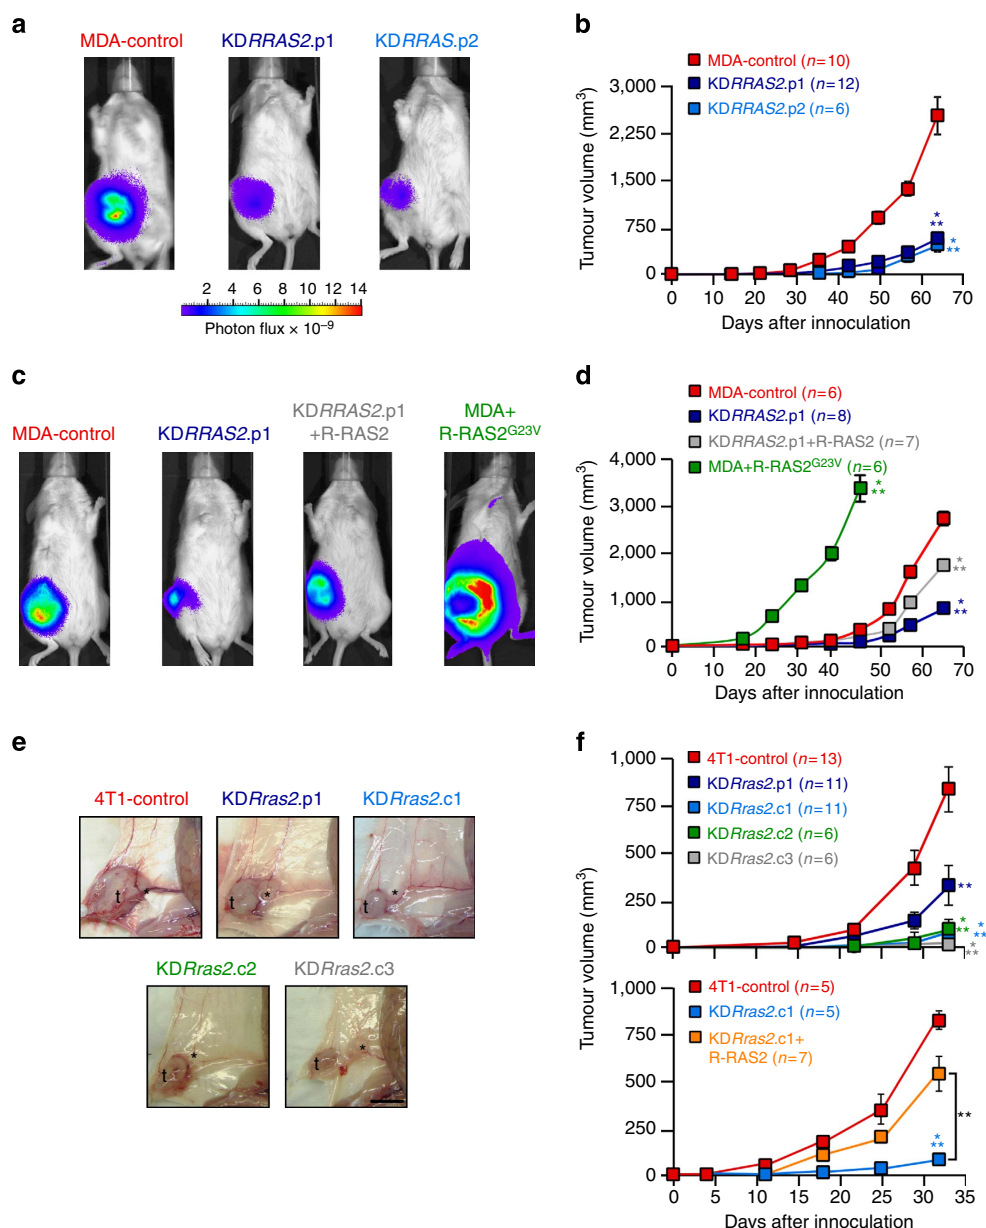 a
MDA-control
KDRRAS2.p1
KDRRAS.p2
2 4 6 8 10 12 14
Photon flux × 10⁻⁹
b
MDA-control (n=10)
KDRRAS2.p1 (n=12)
KDRRAS2.p2 (n=6)
Tumour volume (mm³)
3,000
2,250
1,500
750
0
*
**
*
**
0 10 20 30 40 50 60 70
Days after innoculation
c
MDA-control
KDRRAS2.p1
KDRRAS2.p1
+R-RAS2
MDA+
R-RAS2ᴳ²³ⱽ
d
MDA-control (n=6)
KDRRAS2.p1 (n=8)
KDRRAS2.p1+R-RAS2 (n=7)
MDA+R-RAS2ᴳ²³ⱽ (n=6)
Tumour volume (mm³)
4,000
3,000
2,000
1,000
0
*
**
*
**
*
**
0 10 20 30 40 50 60 70
Days after innoculation
e
4T1-control
KDRras2.p1
KDRras2.c1
t *
t *
t *
KDRras2.c2
KDRras2.c3
t *
t *
f
4T1-control (n=13)
KDRras2.p1 (n=11)
KDRras2.c1 (n=11)
KDRras2.c2 (n=6)
KDRras2.c3 (n=6)
Tumour volume (mm³)
1,000
750
500
250
0
**
*
**
*
**
*
**
4T1-control (n=5)
KDRras2.c1 (n=5)
KDRras2.c1+
R-RAS2 (n=7)
1,000
750
500
250
0
**
*
**
0 5 10 15 20 25 30 35
Days after innoculation